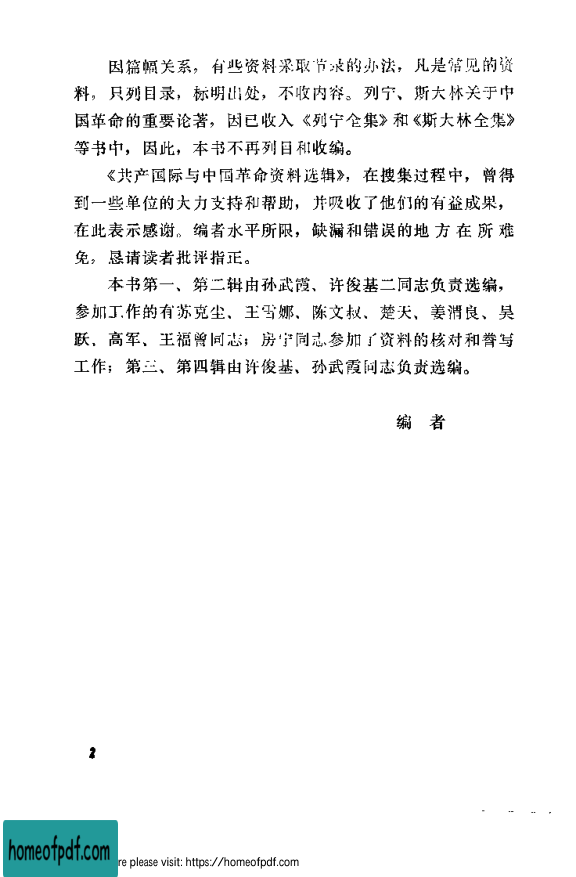 因篇幅关系，有些资料采取节录的办法，凡是常见的资
料，只列目录，标明出处，不收内容。列宁、斯大林关于中
国革命的重要论著，因已收入《列宁全集》和《斯大林全集》
等书中，因此，本书不再列目和收编。
《共产国际与中国革命资料选辑》，在搜集过程中，曾得
到一些单位的大力支持和帮助，并吸收了他们的有益成果，
在此表示感谢。编者水平所限，缺漏和错误的地方在所难
免，恳请读者批评指正。
本书第一、第二辑由孙武霞、许俊基二同志负责选编，
参加工作的有苏克尘、王雪娜、陈文叔、楚天、姜渭良、吴
跃、高军、王福曾同志；房宁同志参加了资料的核对和誊写
工作；第三、第四辑由许俊基、孙武霞同志负责选编。
编 者
2
homeofpdf.com
re please visit: https://homeofpdf.com